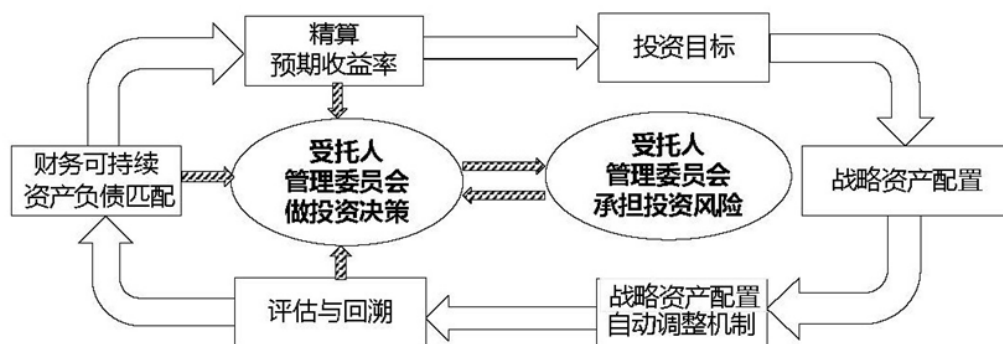 精算
预期收益率
投资目标
财务可持续
资产负债匹配
受托人
管理委员会
做投资决策
受托人
管理委员会
承担投资风险
战略资产配置
评估与回溯
战略资产配置
自动调整机制